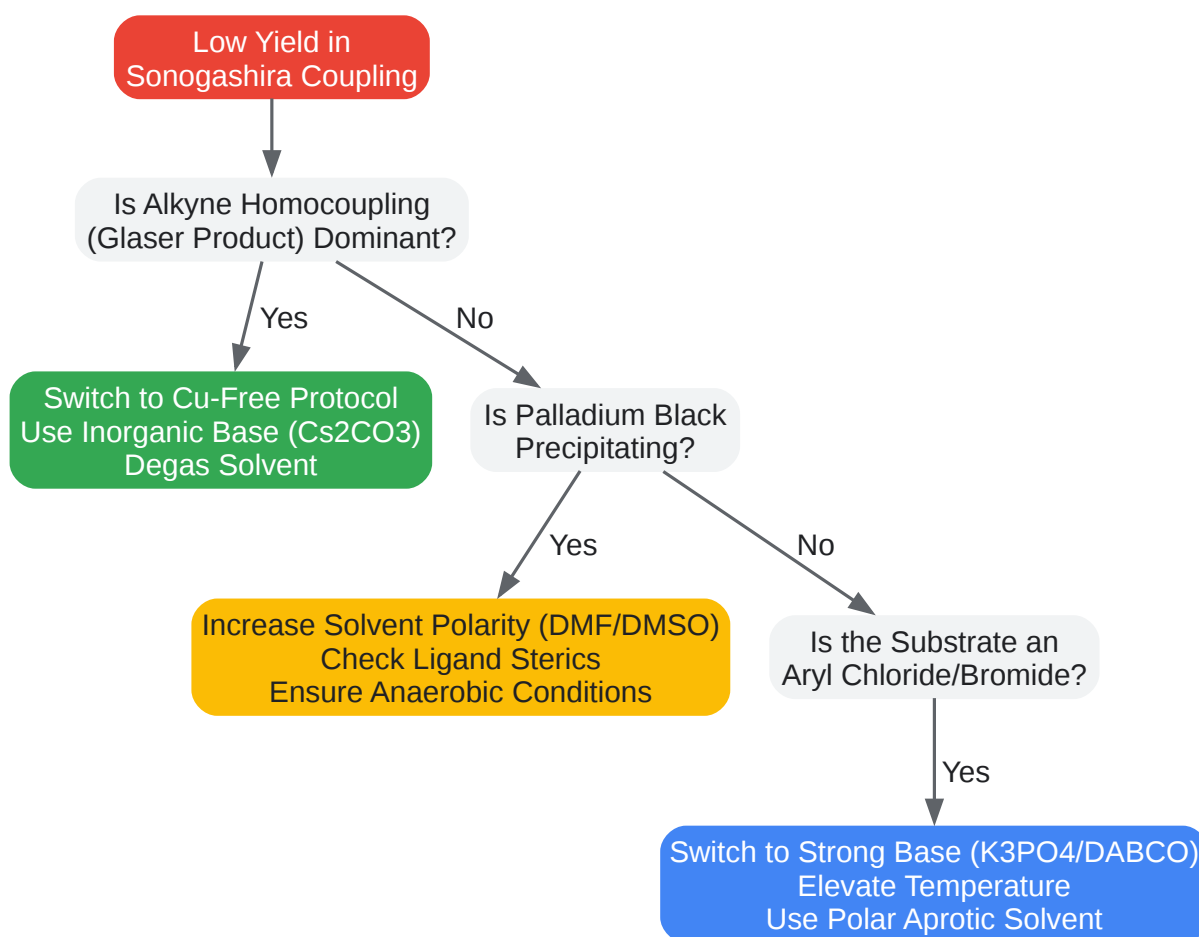 Low Yield in
Sonogashira Coupling
Is Alkyne Homocoupling
(Glaser Product) Dominant?
Yes
No
Switch to Cu-Free Protocol
Use Inorganic Base (Cs2CO3)
Degas Solvent
Is Palladium Black
Precipitating?
Yes
No
Increase Solvent Polarity (DMF/DMSO)
Check Ligand Sterics
Ensure Anaerobic Conditions
Is the Substrate an
Aryl Chloride/Bromide?
Yes
Switch to Strong Base (K3PO4/DABCO)
Elevate Temperature
Use Polar Aprotic Solvent